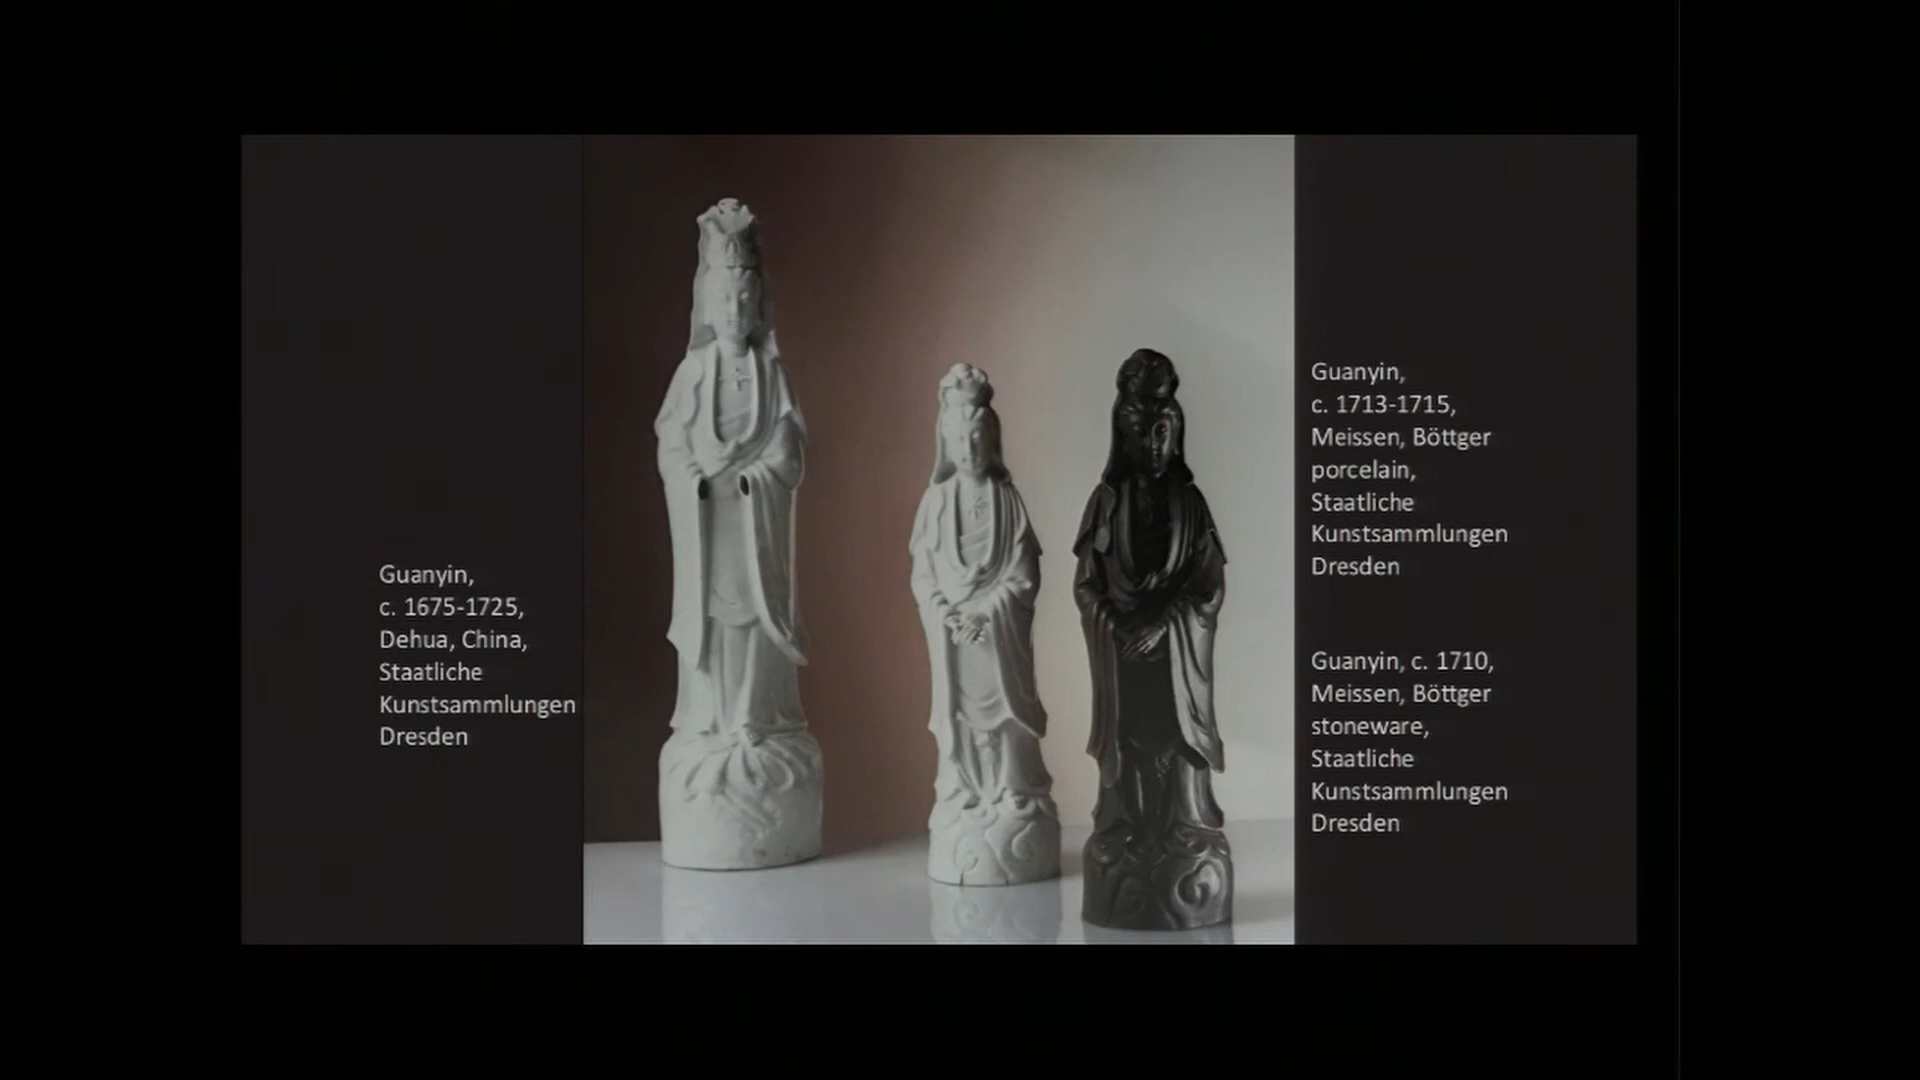 Guanyin,
c. 1675-1725,
Dehua, China,
Staatliche
Kunstsammlungen
Dresden
Guanyin,
c. 1713-1715,
Meissen, Böttger
porcelain,
Staatliche
Kunstsammlungen
Dresden
Guanyin, c. 1710,
Meissen, Böttger
stoneware,
Staatliche
Kunstsammlungen
Dresden